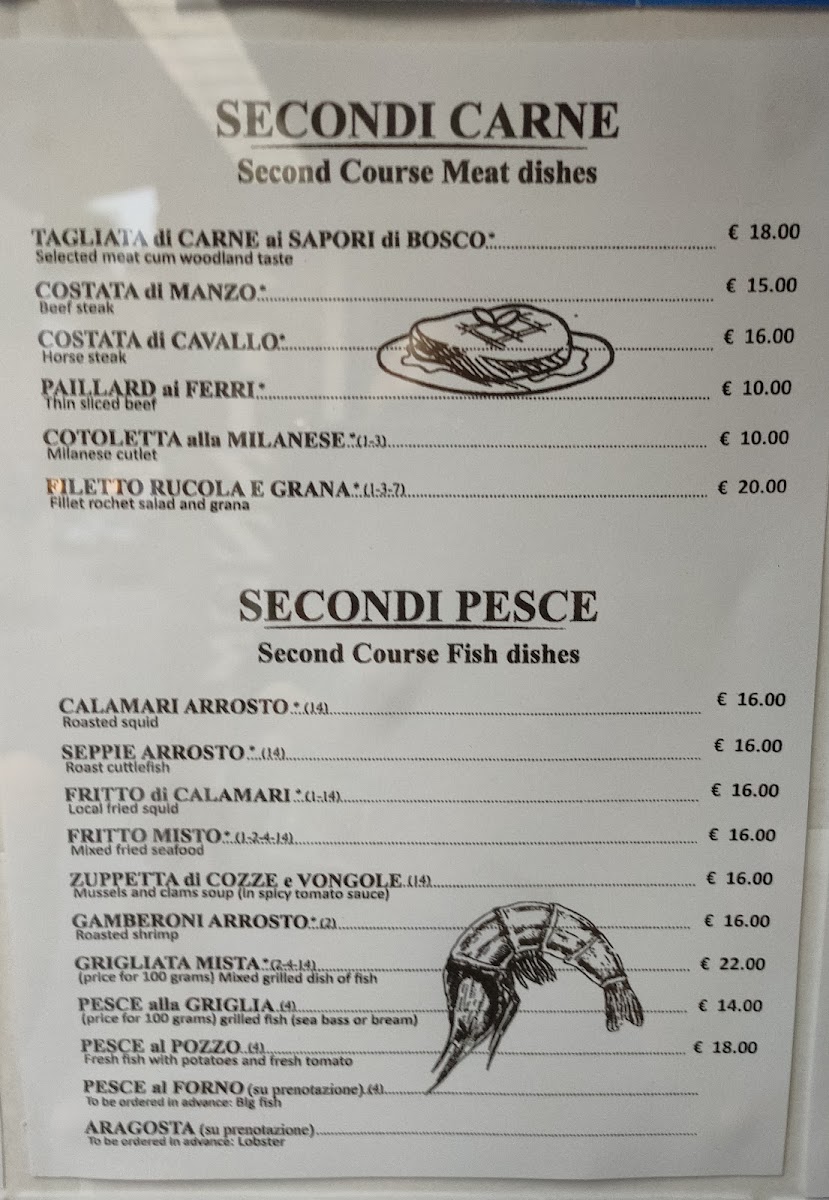 SECONDI CARNE
Second Course Meat dishes
TAGLIATA di CARNE ai SAPORI di BOSCO* € 18.00
Selected meat cum woodland taste
COSTATA di MANZO* € 15.00
Beef steak
COSTATA di CAVALLO* € 16.00
Horse steak
PAILLARD ai FERRI* € 10.00
Thin sliced beef
COTOLETTA alla MILANESE *(1-3) € 10.00
Milanese cutlet
FILETTO RUCOLA E GRANA* (1-3-7) € 20.00
Fillet rochet salad and grana
SECONDI PESCE
Second Course Fish dishes
CALAMARI ARROSTO * (14) € 16.00
Roasted squid
SEPPIE ARROSTO * (14) € 16.00
Roast cuttlefish
FRITTO di CALAMARI * (1-14) € 16.00
Local fried squid
FRITTO MISTO* (1-2-4-14) € 16.00
Mixed fried seafood
ZUPPETTA di COZZE e VONGOLE (14) € 16.00
Mussels and clams soup (in spicy tomato sauce)
GAMBERONI ARROSTO* (2) € 16.00
Roasted shrimp
GRIGLIATA MISTA *(2-4-14) € 22.00
(price for 100 grams) Mixed grilled dish of fish
PESCE alla GRIGLIA (4) € 14.00
(price for 100 grams) grilled fish (sea bass or bream)
PESCE al POZZO (4) € 18.00
Fresh fish with potatoes and fresh tomato
PESCE al FORNO (su prenotazione) (4)
To be ordered in advance: Big fish
ARAGOSTA (su prenotazione)
To be ordered in advance: Lobster